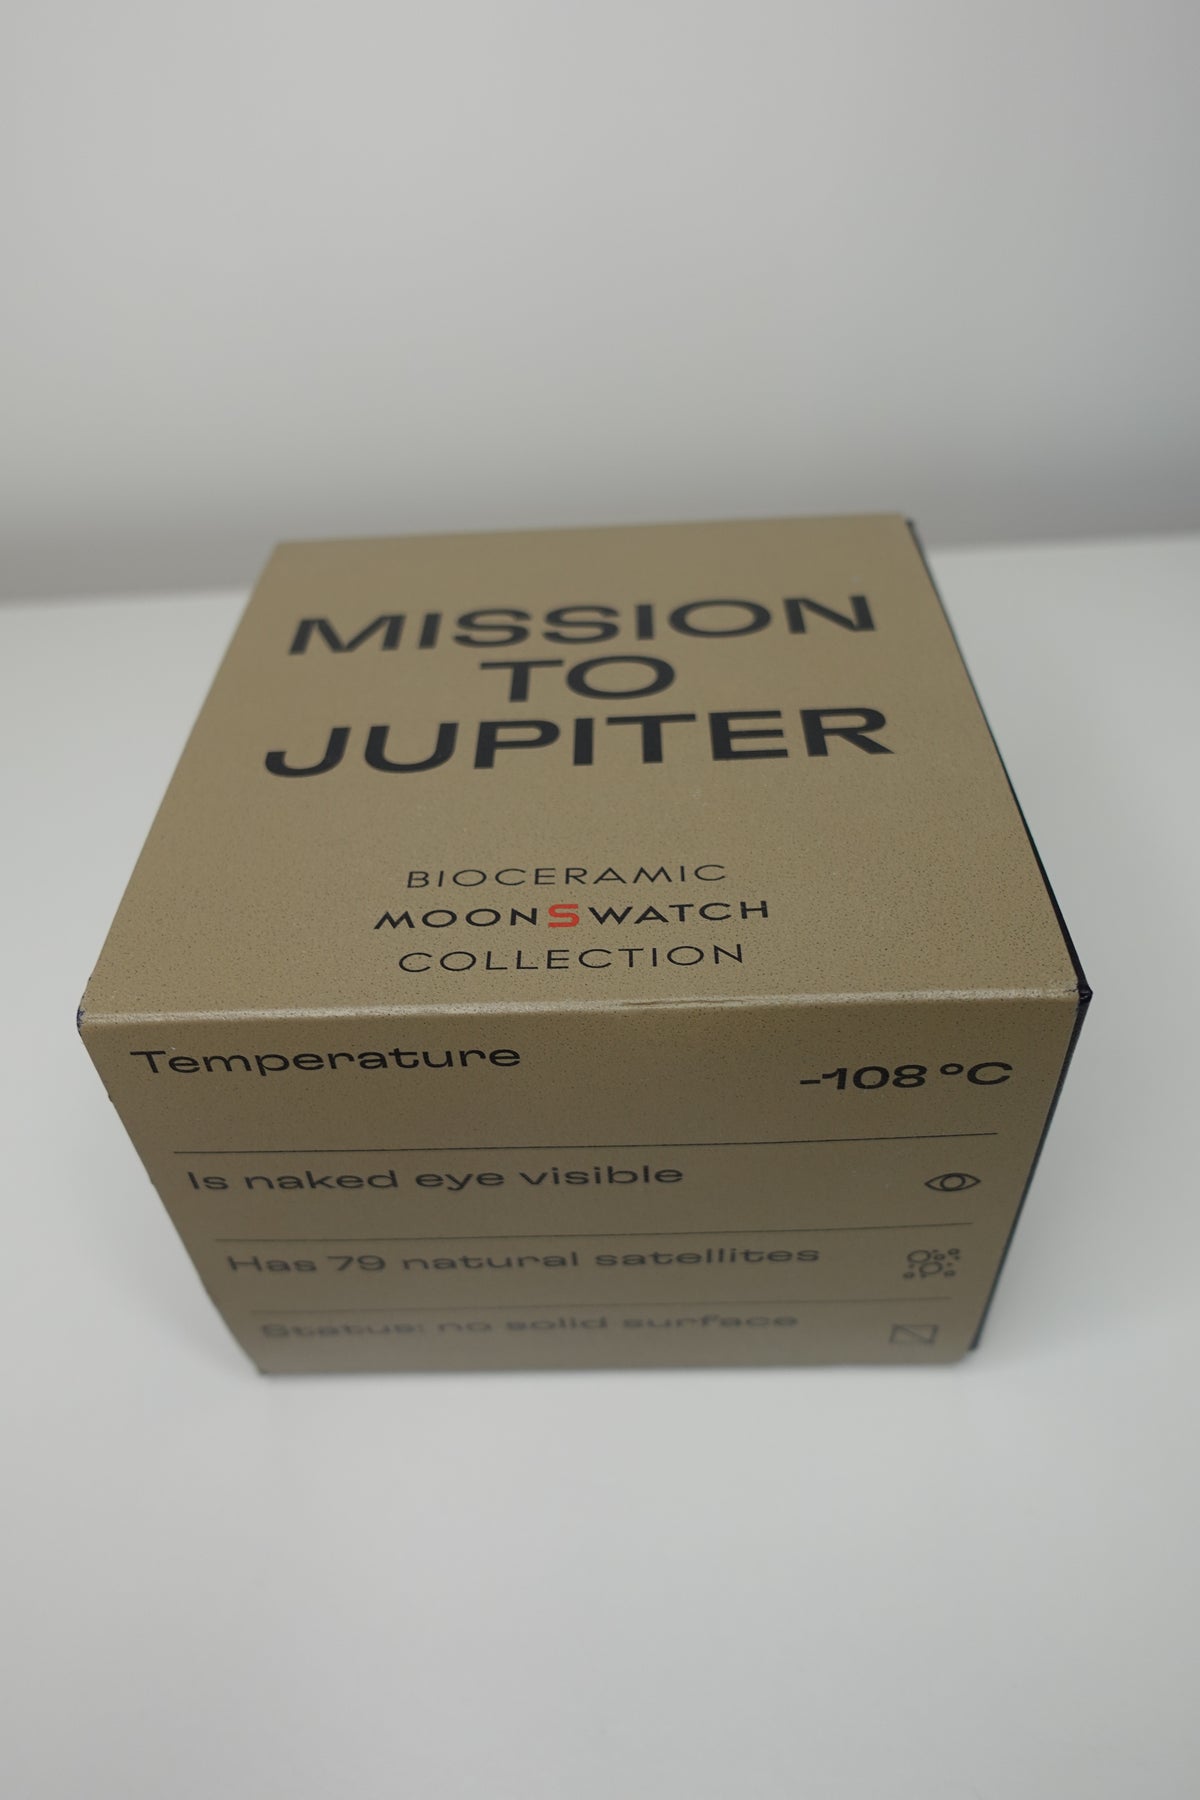 MISSION
TO
JUPITER
BIOCERAMIC
MOONSWATCH
COLLECTION
Temperature -108 °C
Is naked eye visible
Has 79 natural satellites
Status: no solid surface